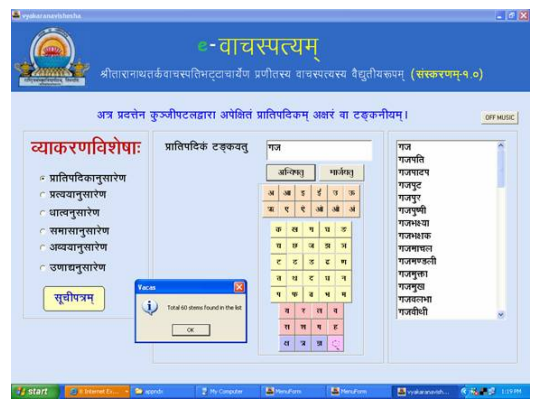 vyakaranavishesha
e-वाचस्पत्यम्
श्रीतारानाथतर्कवाचस्पतिभट्टाचार्येण प्रणीतस्य वाचस्पत्यस्य वैद्युतीयरूपम् (संस्करणम्-१.०)
अत्र प्रदत्तेन कुञ्जीपटलद्वारा अपेक्षितं प्रातिपदिकम् अक्षरं वा टङ्कनीयम्।
OFF MUSIC
व्याकरणविशेषाः
प्रातिपदिकानुसारेण
प्रत्ययानुसारेण
धात्वनुसारेण
समासानुसारेण
अव्ययानुसारेण
उणाद्यनुसारेण
सूचीपत्रम्
प्रातिपदिकं टङ्कयतु
गज
अन्विष्यतु मार्जयतु
अ आ इ ई उ ऊ
ऋ ए ऐ ओ औ अं
क ख ग घ ङ
च छ ज झ ञ
ट ठ ड ढ ण
त थ द ध न
प फ ब भ म
य र ल व
श स ष ह
क्ष त्र ज्ञ
गज
गजपति
गजपादप
गजपुट
गजपुर
गजपुष्पी
गजभक्ष्या
गजभक्षक
गजमाचल
गजमण्डली
गजमुक्ता
गजमुख
गजवल्लभा
गजवीथी
Vacas
Total 60 stems found in the list
OK
start
Internet Ex...
appndx
My Computer
MenuForm
MenuForm
vyakaranavish...
1:19 PM